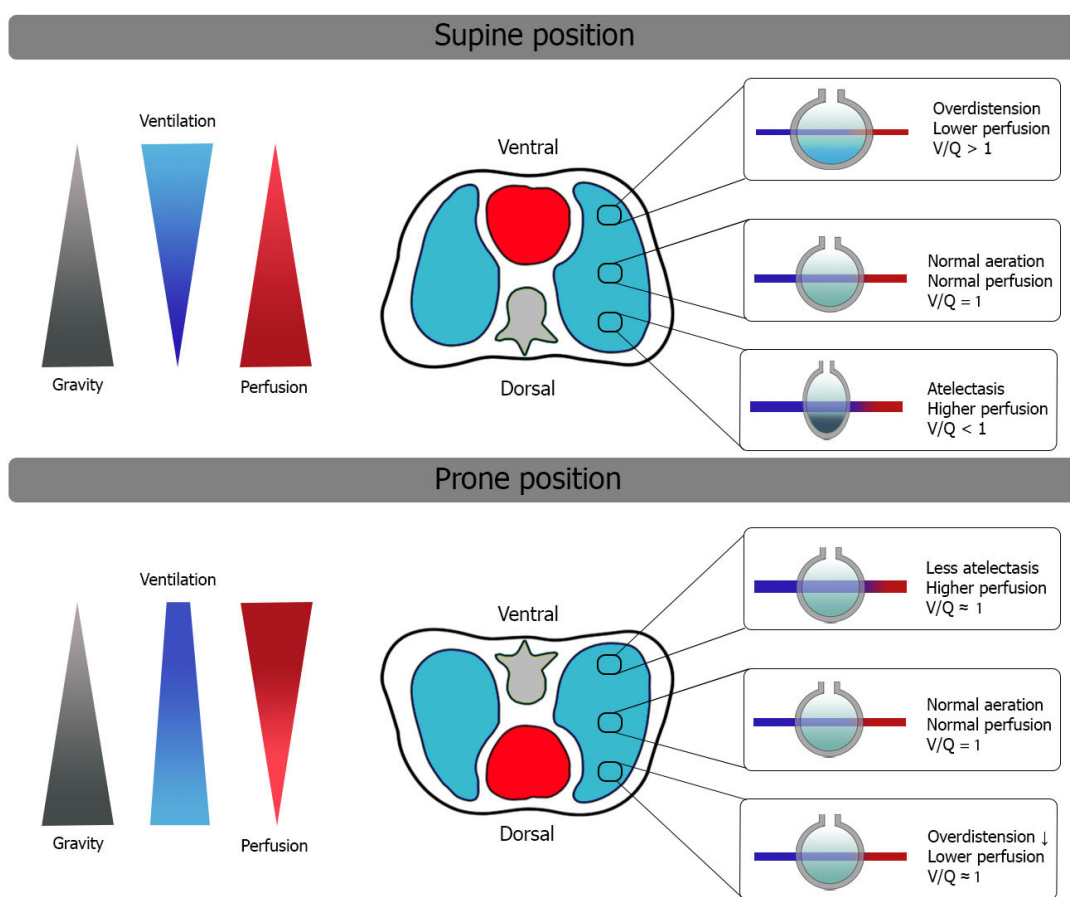 Supine position
Ventilation
Gravity
Perfusion
Ventral
Dorsal
Overdistension
Lower perfusion
V/Q > 1
Normal aeration
Normal perfusion
V/Q = 1
Atelectasis
Higher perfusion
V/Q < 1
Prone position
Ventilation
Gravity
Perfusion
Ventral
Dorsal
Less atelectasis
Higher perfusion
V/Q ≈ 1
Normal aeration
Normal perfusion
V/Q = 1
Overdistension ↓
Lower perfusion
V/Q ≈ 1